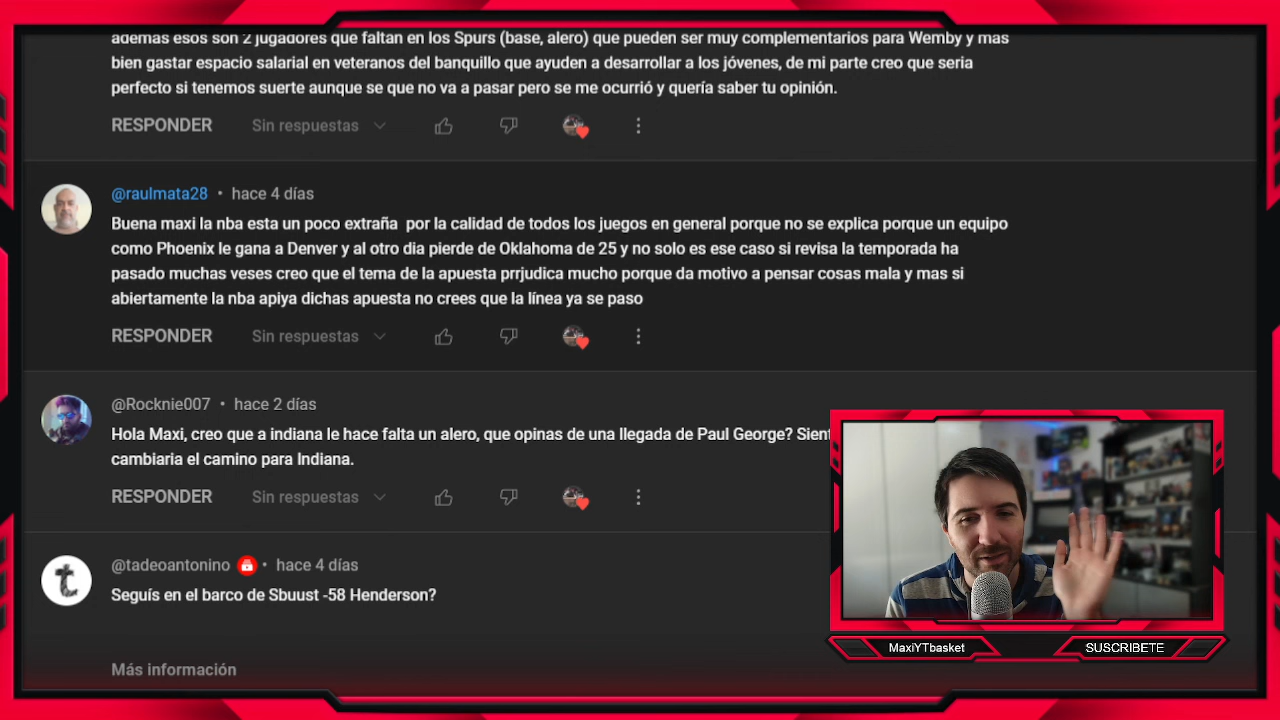 además esos son 2 jugadores que faltan en los Spurs (base, alero) que pueden ser muy complementarios para Wemby y mas
bien gastar espacio salarial en veteranos del banquillo que ayuden a desarrollar a los jóvenes, de mi parte creo que seria
perfecto si tenemos suerte aunque se que no va a pasar pero se me ocurrió y quería saber tu opinión.
RESPONDER Sin respuestas
@raulmata28 • hace 4 días
Buena maxi la nba esta un poco extraña por la calidad de todos los juegos en general porque no se explica porque un equipo
como Phoenix le gana a Denver y al otro dia pierde de Oklahoma de 25 y no solo es ese caso si revisa la temporada ha
pasado muchas veses creo que el tema de la apuesta prrjudica mucho porque da motivo a pensar cosas mala y mas si
abiertamente la nba apiya dichas apuesta no crees que la línea ya se paso
RESPONDER Sin respuestas
@Rocknie007 • hace 2 días
Hola Maxi, creo que a indiana le hace falta un alero, que opinas de una llegada de Paul George? Sient
cambiaria el camino para Indiana.
RESPONDER Sin respuestas
@tadeoantonino • hace 4 días
Seguís en el barco de Sbuust -58 Henderson?
Más información
MaxiYTbasket
SUSCRIBETE